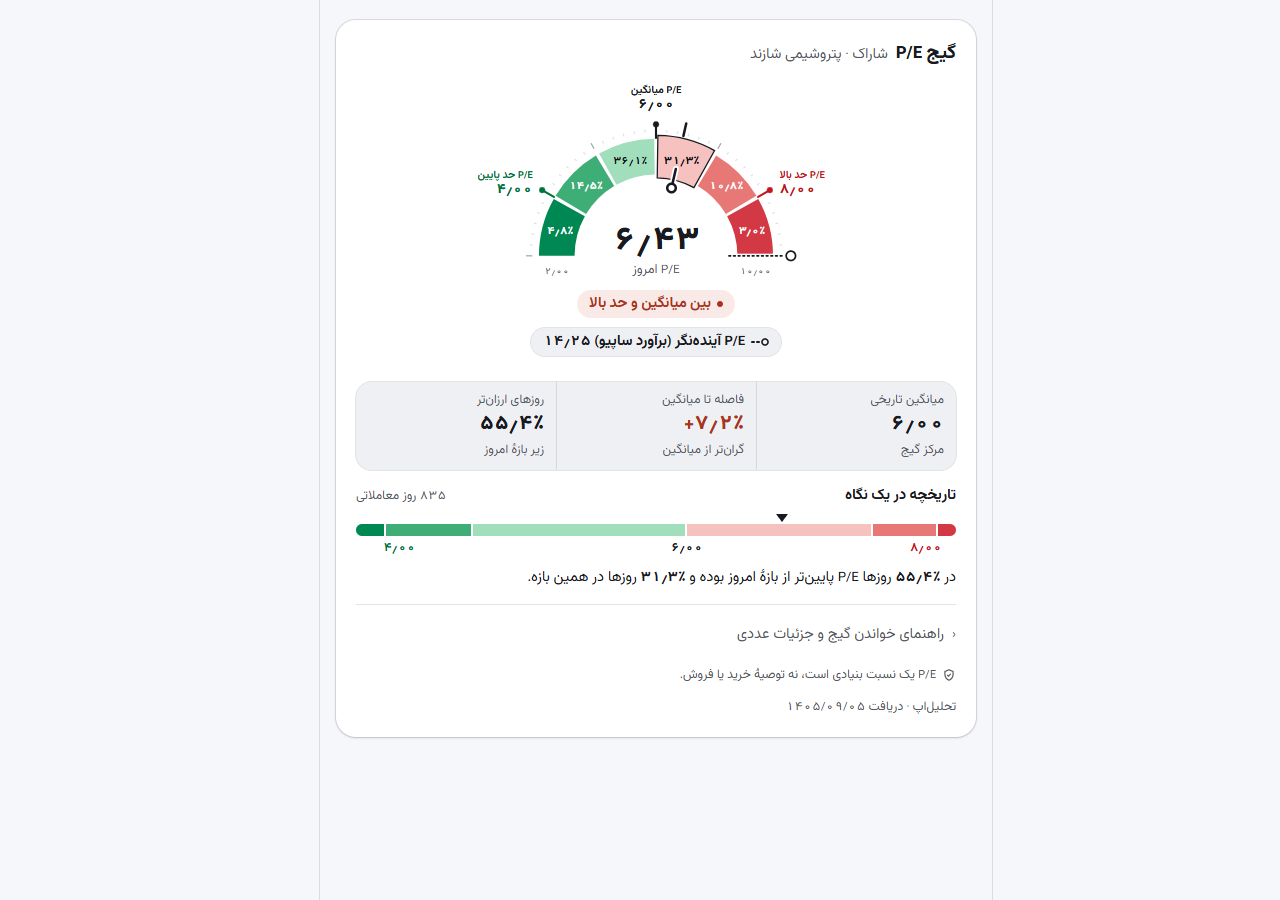 گیج P/E شاراک · پتروشیمی شازند
P/E میانگین
۶٫۰۰
P/E حد پایین
۴٫۰۰
P/E حد بالا
۸٫۰۰
۴٫۸٪
۱۴٫۵٪
۳۶٫۱٪
۳۱٫۳٪
۱۰٫۸٪
۳٫۰٪
۶٫۴۳
P/E امروز
۲٫۰۰
۱۰٫۰۰
بین میانگین و حد بالا
P/E آینده‌نگر (برآورد ساپیو) ۱۴٫۲۵
میانگین تاریخی
۶٫۰۰
مرکز گیج
فاصله تا میانگین
+۷٫۲٪
گران‌تر از میانگین
روزهای ارزان‌تر
۵۵٫۴٪
زیر بازهٔ امروز
تاریخچه در یک نگاه
۸۳۵ روز معاملاتی
۸٫۰۰
۶٫۰۰
۴٫۰۰
در ۵۵٫۴٪ روزها P/E پایین‌تر از بازهٔ امروز بوده و ۳۱٫۳٪ روزها در همین بازه.
‹ راهنمای خواندن گیج و جزئیات عددی
P/E یک نسبت بنیادی است، نه توصیهٔ خرید یا فروش.
تحلیل‌اپ · دریافت ۱۴۰۵/۰۹/۰۵